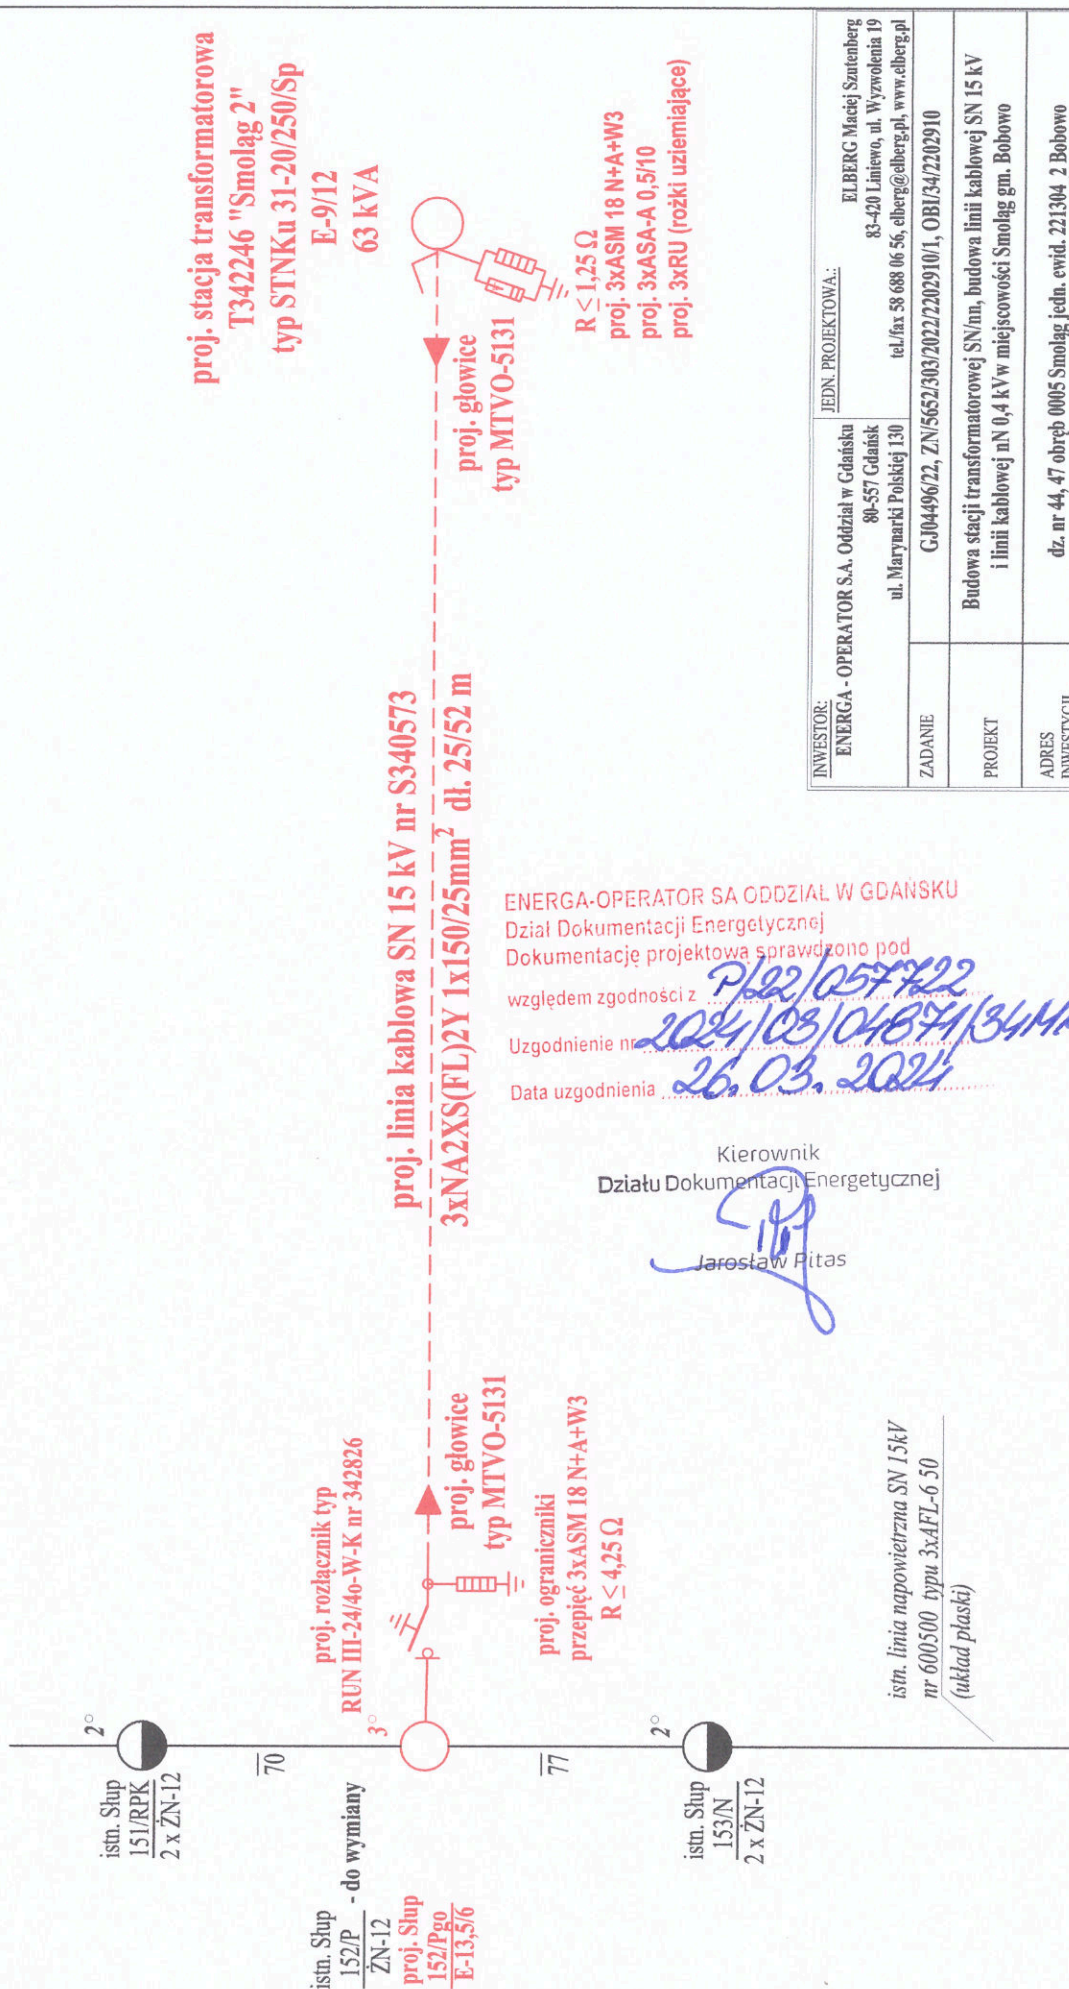 proj. stacja transformatorowa
T342246 "Smoląg 2"
typ STNKu 31-20/250/Sp
E-9/12
63 kVA
proj. głowice
typ MTVO-5131
R ≤ 1,25 Ω
proj. 3xASM 18 N+A+W3
proj. 3xASA-A 0,5/10
proj. 3xRU (rożki uziemiające)
proj. linia kablowa SN 15 kV nr S340573
3xNA2XS(FL)2Y 1x150/25mm² dł. 25/52 m
proj. rozłącznik typ
RUN III-24/4o-W-K nr 342826
proj. głowice
typ MTVO-5131
proj. ograniczniki
przepięć 3xASM 18 N+A+W3
R ≤ 4,25 Ω
istn. Słup
151/RPK
2 x ŻN-12
2°
70
istn. Słup
152/P - do wymiany
ŻN-12
proj. Słup
152/Pgo
E-13,5/6
3°
77
istn. Słup
153/N
2 x ŻN-12
2°
istn. linia napowietrzna SN 15kV
nr 600500 typu 3xAFL-6 50
(układ płaski)
ENERGA-OPERATOR SA ODDZIAŁ W GDAŃSKU
Dział Dokumentacji Energetycznej
Dokumentację projektową sprawdzono pod
względem zgodności z P/22/057722
Uzgodnienie nr 2024/03/04871/34
Data uzgodnienia 26.03.2024
Kierownik
Działu Dokumentacji Energetycznej
Jarosław Pitas
INWESTOR:
ENERGA - OPERATOR S.A. Oddział w Gdańsku
80-557 Gdańsk
ul. Marynarki Polskiej 130
JEDN. PROJEKTOWA.:
ELBERG Maciej Szutenberg
83-420 Liniewo, ul. Wyzwolenia 19
tel./fax 58 688 06 56, elberg@elberg.pl, www.elberg.pl
ZADANIE
GJ04496/22, ZN/5652/303/2022/2202910/1, OBI/34/2202910
PROJEKT
Budowa stacji transformatorowej SN/nn, budowa linii kablowej SN 15 kV
i linii kablowej nN 0,4 kV w miejscowości Smoląg gm. Bobowo
ADRES
INWESTYCJI
dz. nr 44, 47 obręb 0005 Smoląg jedn. ewid. 221304_2 Bobowo